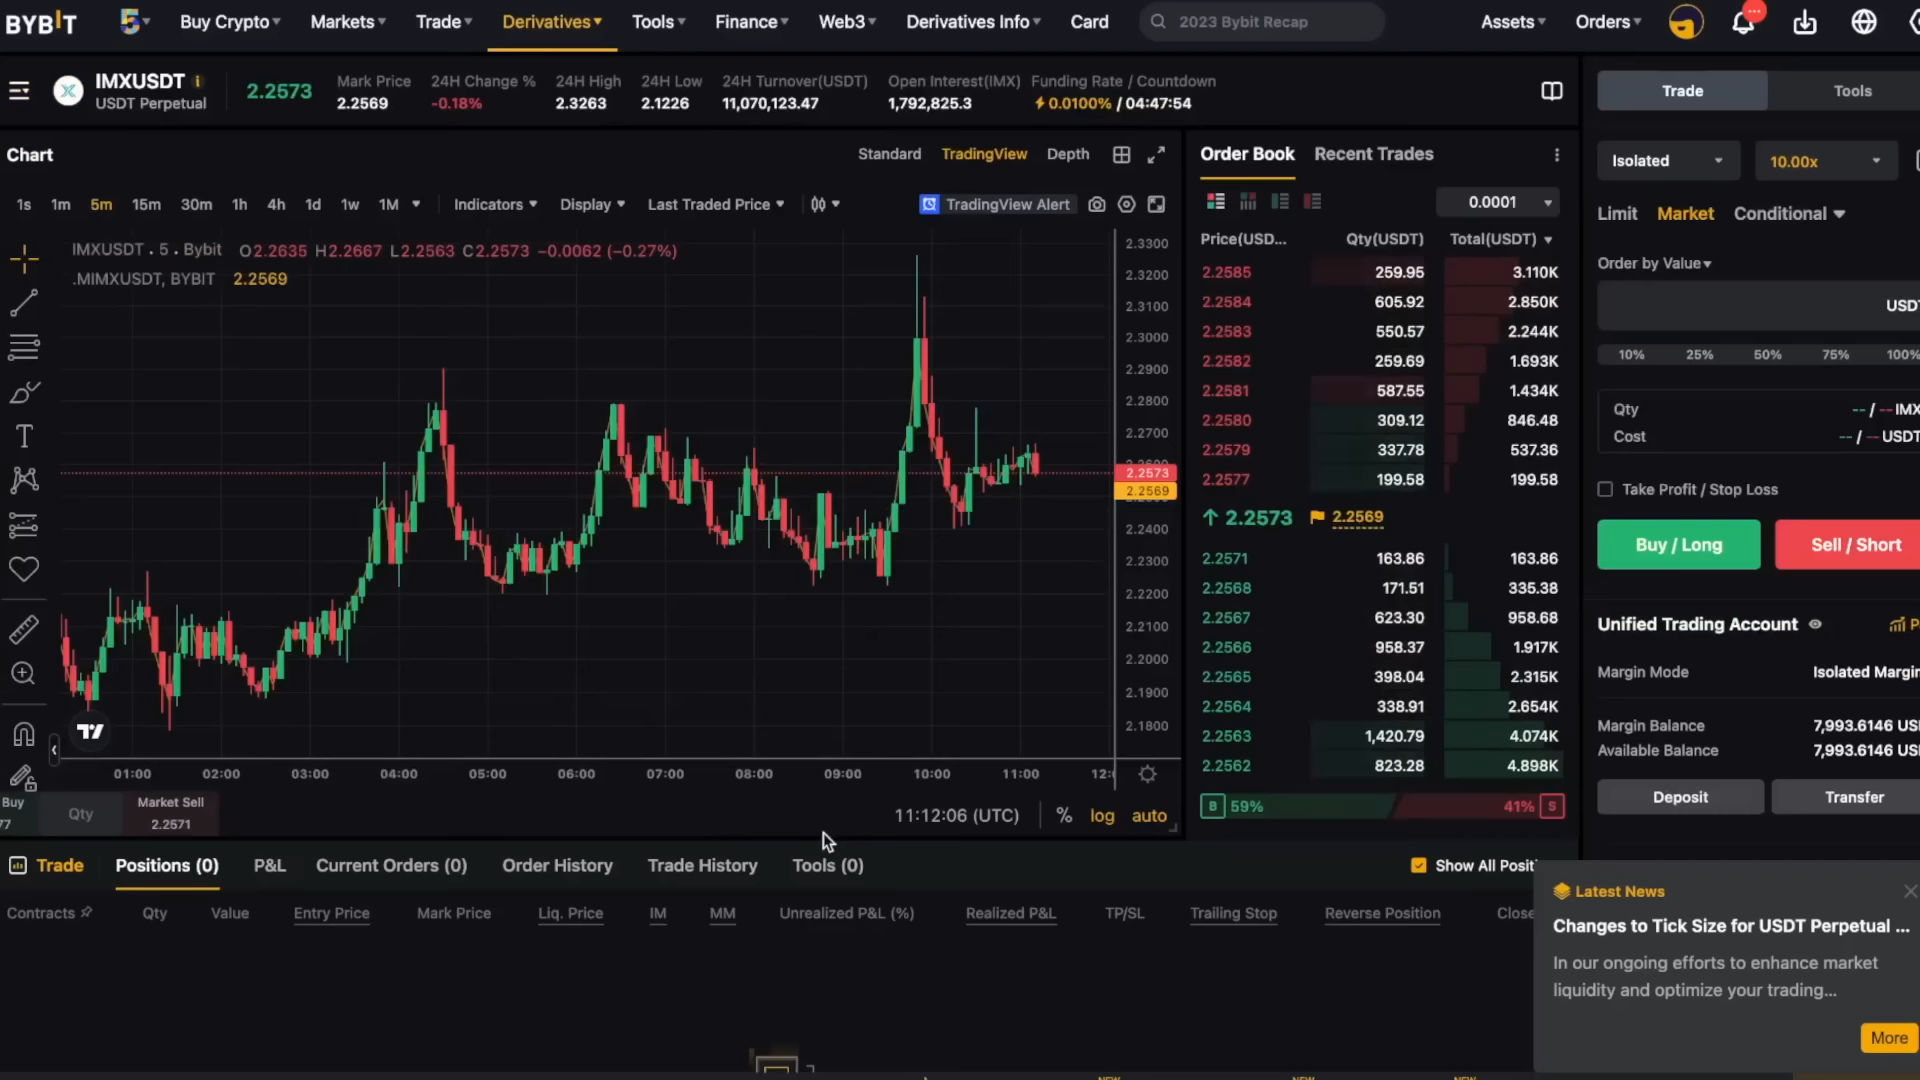 BYBIT
Buy Crypto Markets Trade Derivatives Tools Finance Web3 Derivatives Info Card 2023 Bybit Recap Assets Orders
IMXUSDT
USDT Perpetual
2.2573
Mark Price 24H Change % 24H High 24H Low 24H Turnover(USDT) Open Interest(IMX) Funding Rate / Countdown
2.2569 -0.18% 2.3263 2.1226 11,070,123.47 1,792,825.3 0.0100% / 04:47:54
Trade Tools
Chart Standard TradingView Depth
Order Book Recent Trades
Isolated 10.00x
1s 1m 5m 15m 30m 1h 4h 1d 1w 1M Indicators Display Last Traded Price TradingView Alert
0.0001
Limit Market Conditional
IMXUSDT · 5 · Bybit O2.2635 H2.2667 L2.2563 C2.2573 −0.0062 (−0.27%)
.MIMXUSDT, BYBIT 2.2569
2.3300
2.3200
2.3100
2.3000
2.2900
2.2800
2.2700
2.2573
2.2569
2.2400
2.2300
2.2200
2.2100
2.2000
2.1900
2.1800
01:00 02:00 03:00 04:00 05:00 06:00 07:00 08:00 09:00 10:00 11:00 12:
Buy
77
Qty
Market Sell
2.2571
11:12:06 (UTC) % log auto
Price(USD... Qty(USDT) Total(USDT)
2.2585 259.95 3.110K
2.2584 605.92 2.850K
2.2583 550.57 2.244K
2.2582 259.69 1.693K
2.2581 587.55 1.434K
2.2580 309.12 846.48
2.2579 337.78 537.36
2.2577 199.58 199.58
↑ 2.2573 2.2569
2.2571 163.86 163.86
2.2568 171.51 335.38
2.2567 623.30 958.68
2.2566 958.37 1.917K
2.2565 398.04 2.315K
2.2564 338.91 2.654K
2.2563 1,420.79 4.074K
2.2562 823.28 4.898K
B 59% 41% S
Order by Value
USDT
10% 25% 50% 75% 100%
Qty -- / -- IMX
Cost -- / -- USDT
Take Profit / Stop Loss
Buy / Long Sell / Short
Unified Trading Account P
Margin Mode Isolated Margin
Margin Balance 7,993.6146 USD
Available Balance 7,993.6146 USD
Deposit Transfer
Trade Positions (0) P&L Current Orders (0) Order History Trade History Tools (0) Show All Positi
Contracts Qty Value Entry Price Mark Price Liq. Price IM MM Unrealized P&L (%) Realized P&L TP/SL Trailing Stop Reverse Position Close
Latest News
Changes to Tick Size for USDT Perpetual ...
In our ongoing efforts to enhance market
liquidity and optimize your trading...
More
NEW NEW NEW